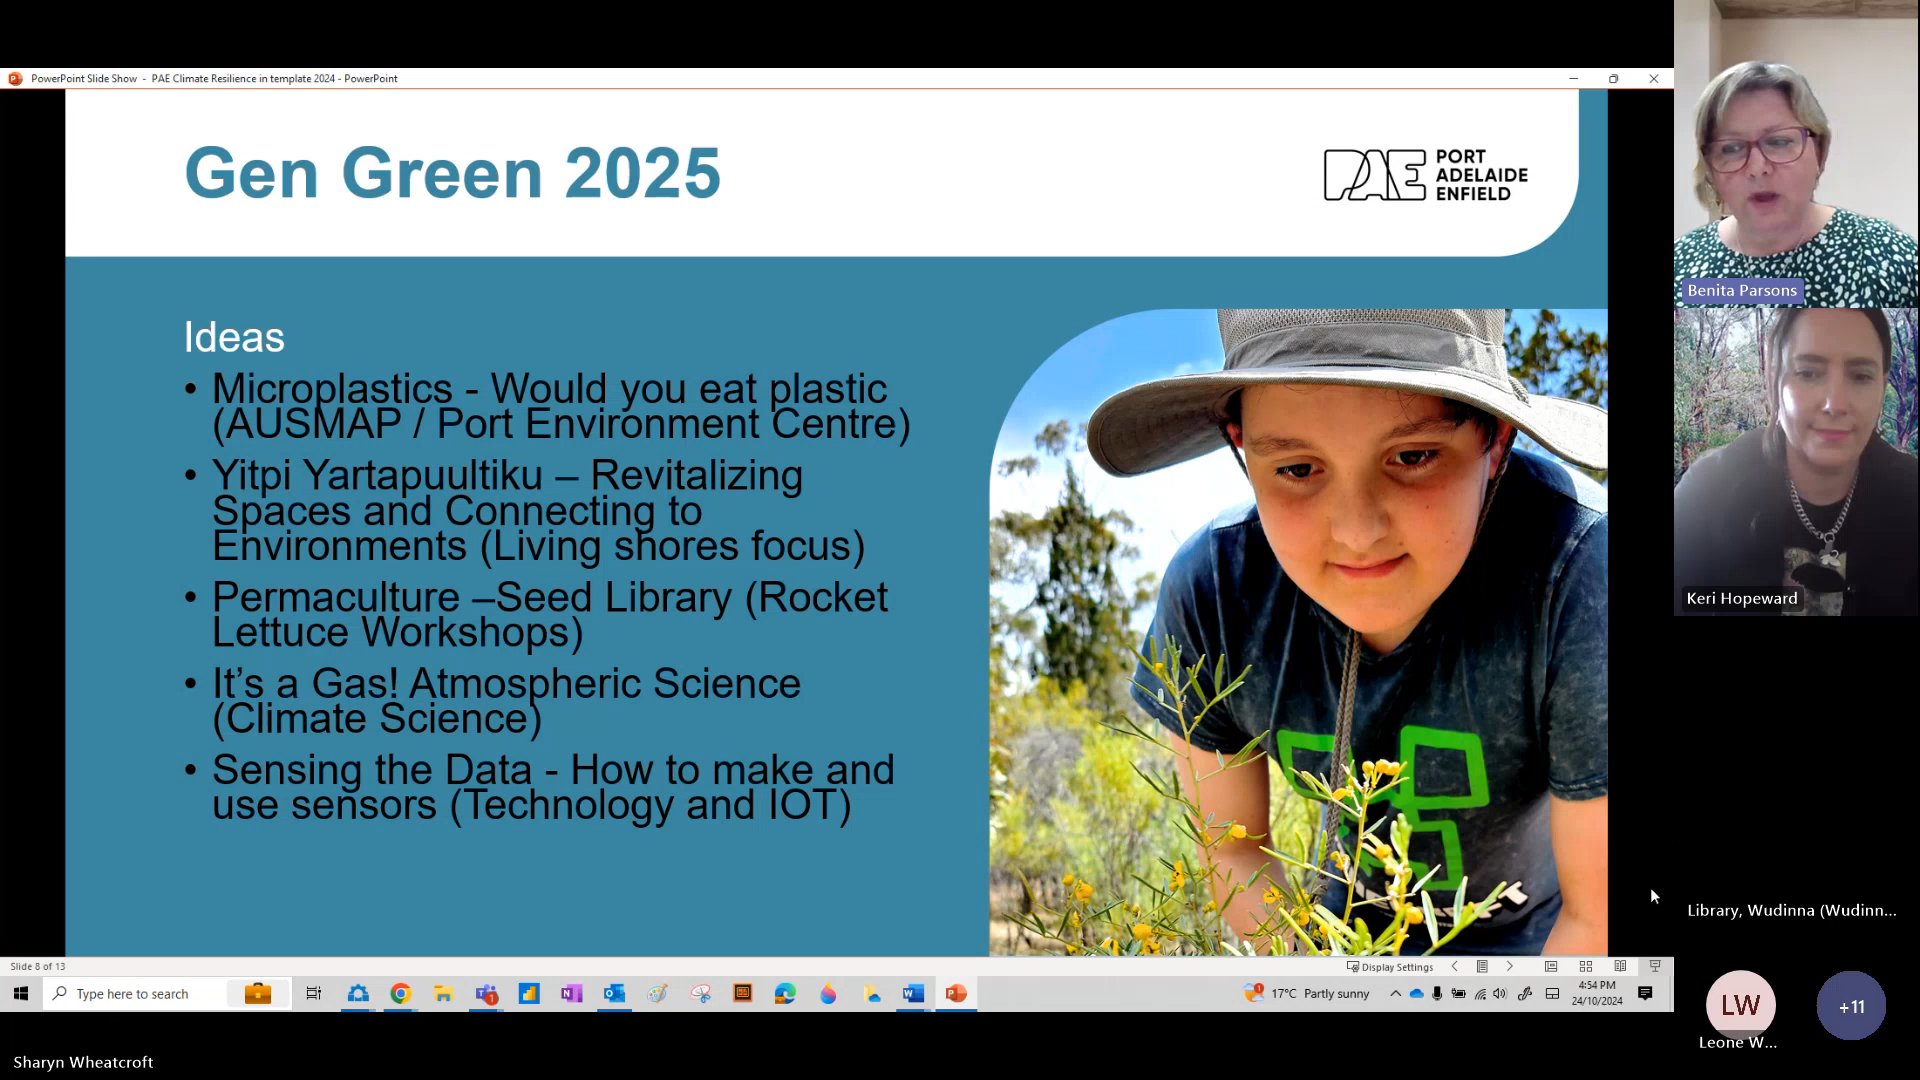 PowerPoint Slide Show - PAE Climate Resilience in template 2024 - PowerPoint
Gen Green 2025
PAE PORT
ADELAIDE
ENFIELD
Ideas
• Microplastics - Would you eat plastic
(AUSMAP / Port Environment Centre)
• Yitpi Yartapuultiku – Revitalizing
Spaces and Connecting to
Environments (Living shores focus)
• Permaculture –Seed Library (Rocket
Lettuce Workshops)
• It’s a Gas! Atmospheric Science
(Climate Science)
• Sensing the Data - How to make and
use sensors (Technology and IOT)
Benita Parsons
Keri Hopeward
Library, Wudinna (Wudinn...
LW
+11
Leone W...
Slide 8 of 13
Display Settings
Type here to search
17°C Partly sunny
4:54 PM
24/10/2024
Sharyn Wheatcroft